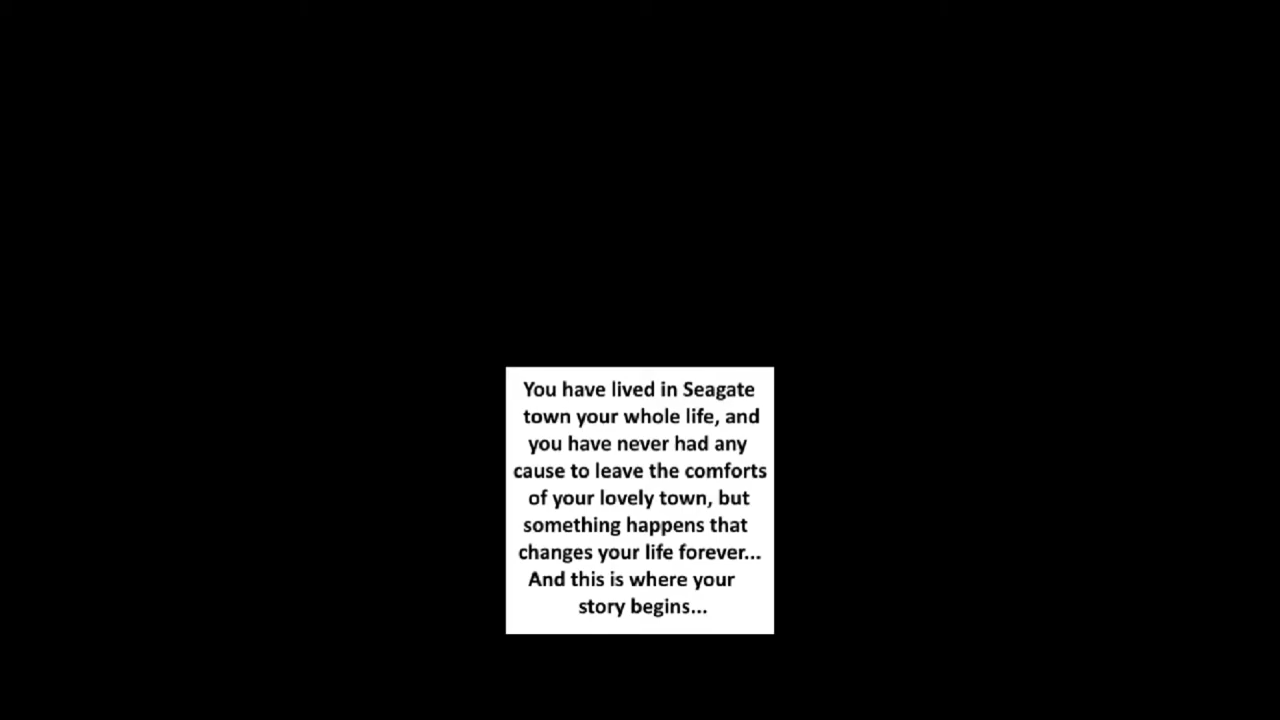 You have lived in Seagate
town your whole life, and
you have never had any
cause to leave the comforts
of your lovely town, but
something happens that
changes your life forever...
And this is where your
story begins...